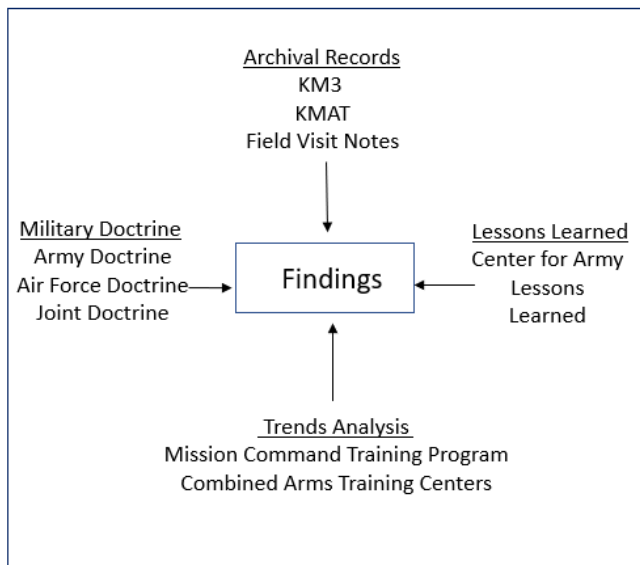 Archival Records
KM3
KMAT
Field Visit Notes
Military Doctrine
Army Doctrine
Air Force Doctrine
Joint Doctrine
Findings
Lessons Learned
Center for Army
Lessons
Learned
Trends Analysis
Mission Command Training Program
Combined Arms Training Centers